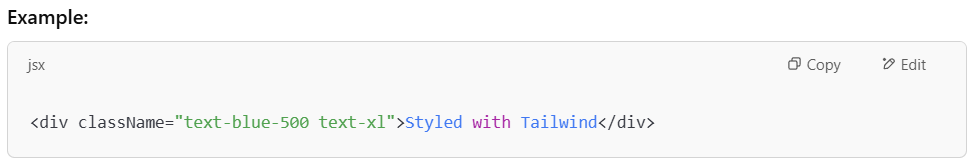 Example:
jsx
Copy
Edit
<div className="text-blue-500 text-xl">Styled with Tailwind</div>